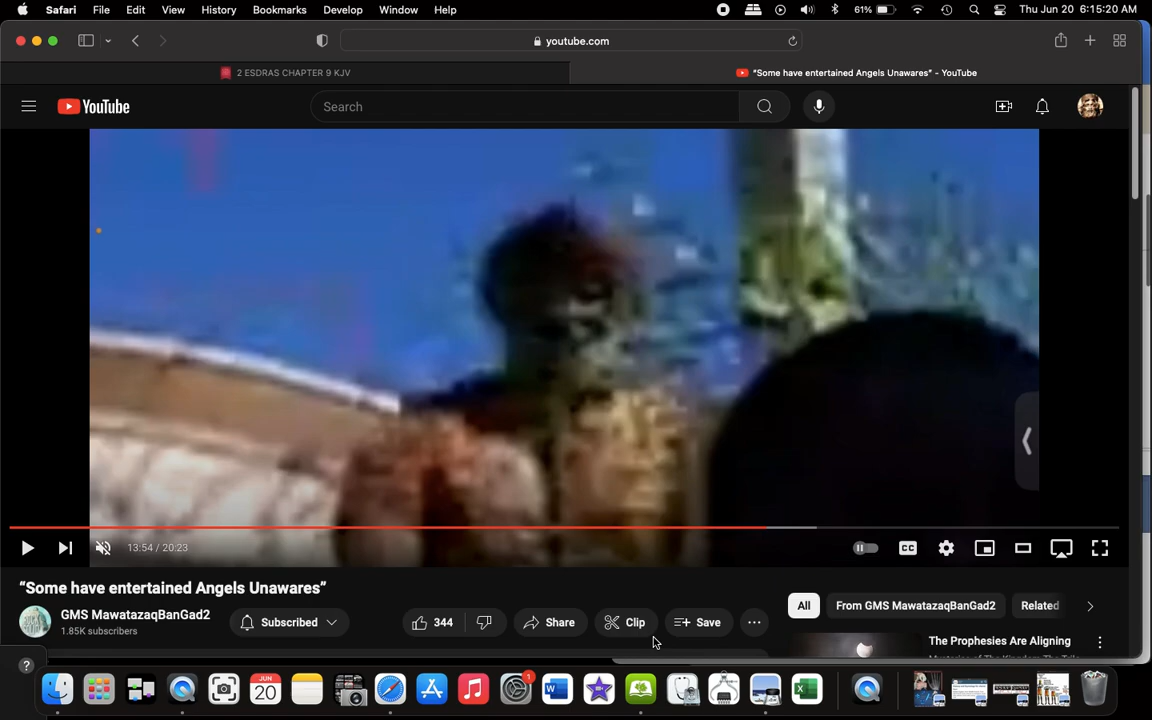 Safari File Edit View History Bookmarks Develop Window Help 61% Thu Jun 20 6:15:20 AM
youtube.com
2 ESDRAS CHAPTER 9 KJV "Some have entertained Angels Unawares" - YouTube
YouTube Search
13:54 / 20:23 CC
“Some have entertained Angels Unawares”
All From GMS MawatazaqBanGad2 Related
GMS MawatazaqBanGad2
1.85K subscribers
Subscribed 344 Share Clip Save ...
The Prophesies Are Aligning
?
JUN
20
1